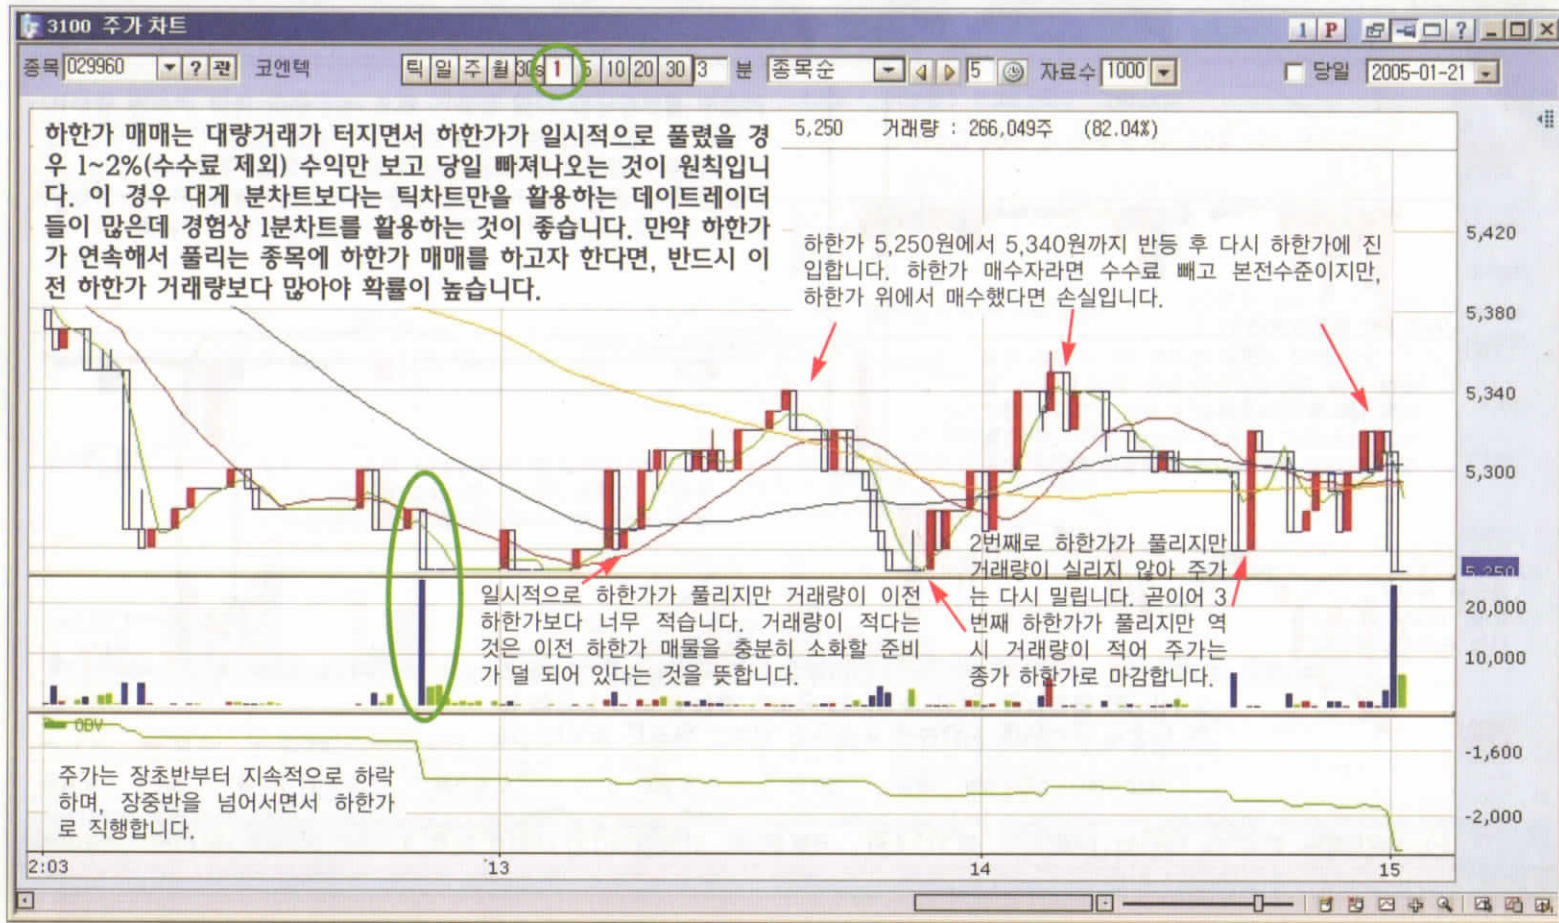 3100 주가 차트
1 P ?
종목 029960 ? 관 코엔텍 틱 일 주 월 30s 1 5 10 20 30 3 분 종목순 5 자료수 1000 당일 2005-01-21
하한가 매매는 대량거래가 터지면서 하한가가 일시적으로 풀렸을 경
우 1~2%(수수료 제외) 수익만 보고 당일 빠져나오는 것이 원칙입니
다. 이 경우 대게 분차트보다는 틱차트만을 활용하는 데이트레이더
들이 많은데 경험상 1분차트를 활용하는 것이 좋습니다. 만약 하한가
가 연속해서 풀리는 종목에 하한가 매매를 하고자 한다면, 반드시 이
전 하한가 거래량보다 많아야 확률이 높습니다.
5,250 거래량 : 266,049주 (82.04%)
하한가 5,250원에서 5,340원까지 반등 후 다시 하한가에 진
입합니다. 하한가 매수자라면 수수료 빼고 본전수준이지만,
하한가 위에서 매수했다면 손실입니다.
5,420
5,380
5,340
5,300
5,250
일시적으로 하한가가 풀리지만 거래량이 이전
하한가보다 너무 적습니다. 거래량이 적다는
것은 이전 하한가 매물을 충분히 소화할 준비
가 덜 되어 있다는 것을 뜻합니다.
2번째로 하한가가 풀리지만
거래량이 실리지 않아 주가
는 다시 밀립니다. 곧이어 3
번째 하한가가 풀리지만 역
시 거래량이 적어 주가는
종가 하한가로 마감합니다.
20,000
10,000
OBV
주가는 장초반부터 지속적으로 하락
하며, 장중반을 넘어서면서 하한가
로 직행합니다.
-1,600
-2,000
2:03 '13 14 15